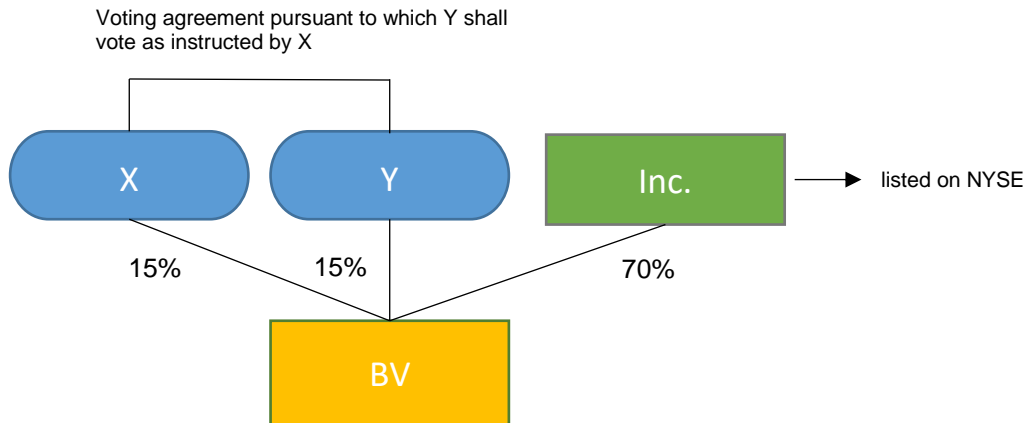 Voting agreement pursuant to which Y shall
vote as instructed by X
X
Y
Inc.
listed on NYSE
15%
15%
70%
BV